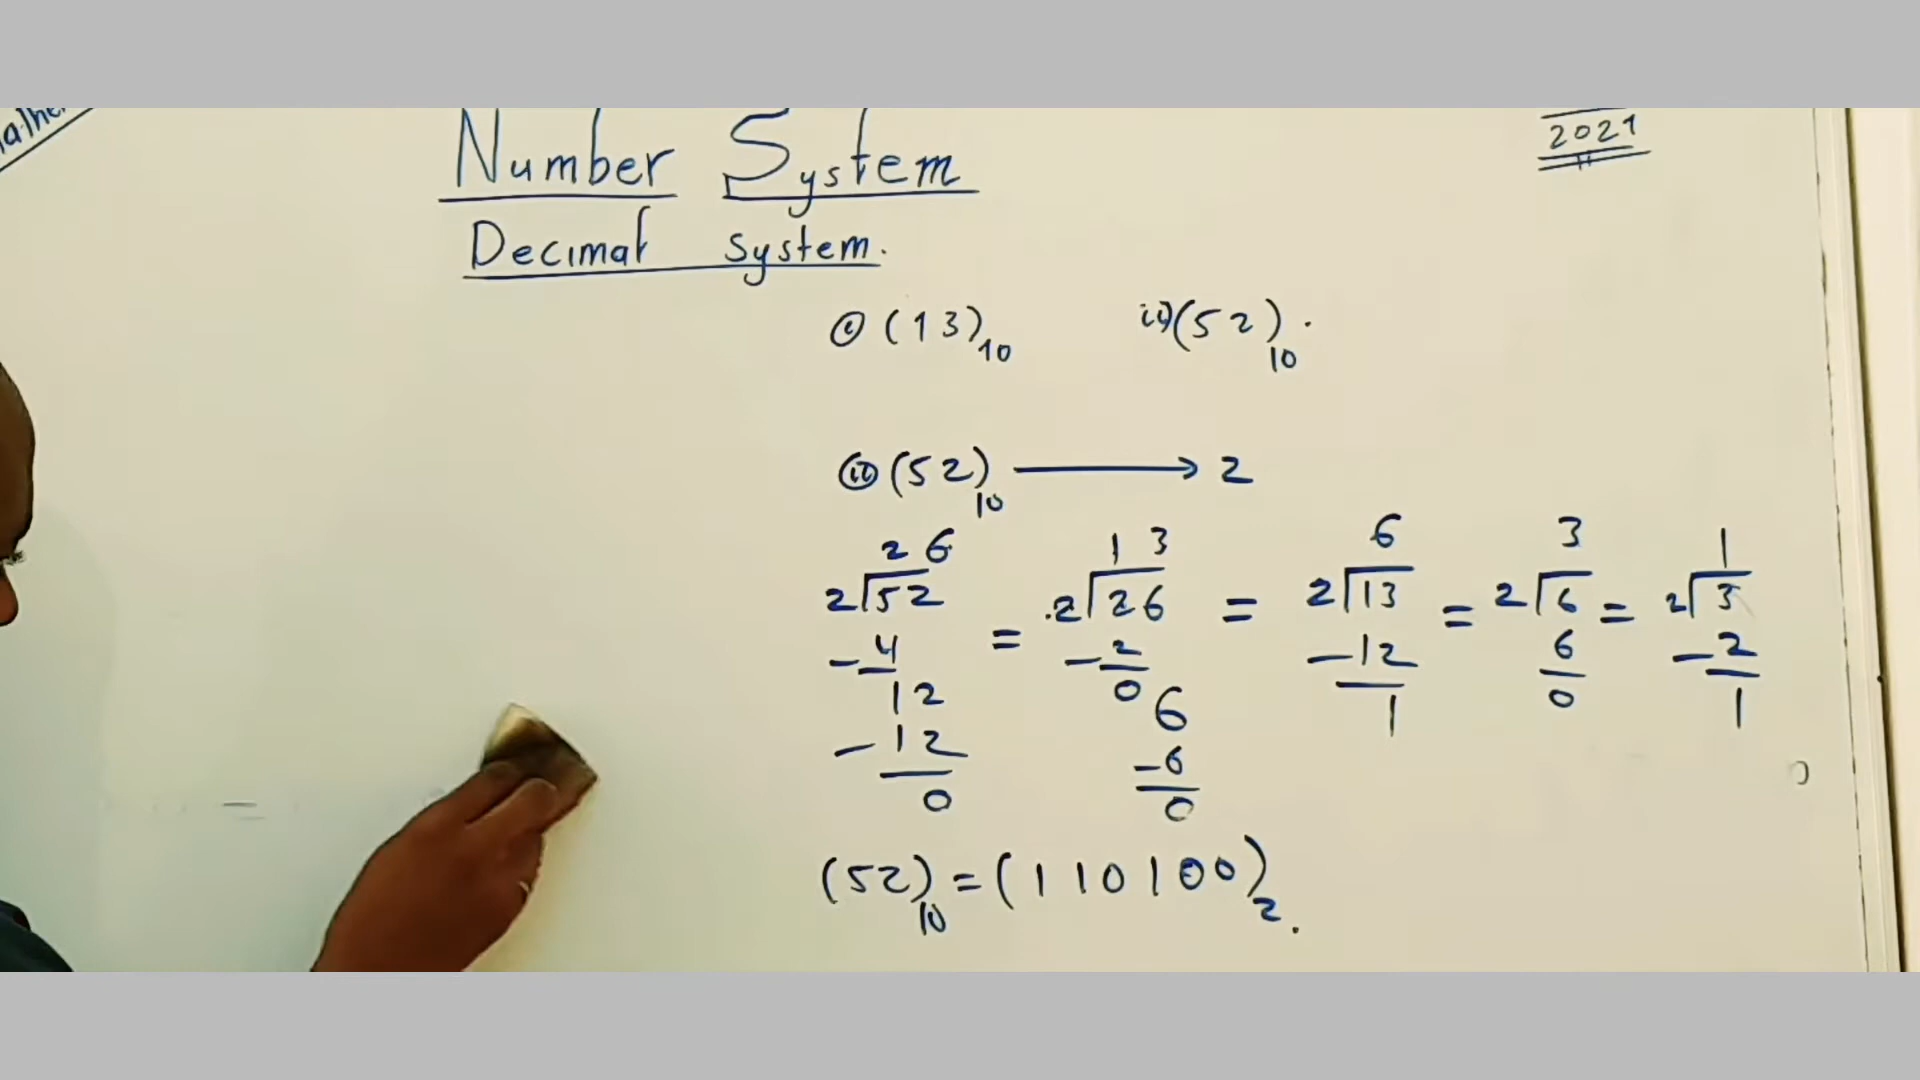 Number System
2021
Decimal system.
(i) (13)10 ii) (52)10 .
(ii) (52)10 ⟶ 2
26 13 6 3 1
2⟌52 = 2⟌26 = 2⟌13 = 2⟌6 = 2⟌3
-4 -2 -12 6 -2
12 0 6 1 0 1
-12 -6
0 0
(52)10 = (110100)2 .